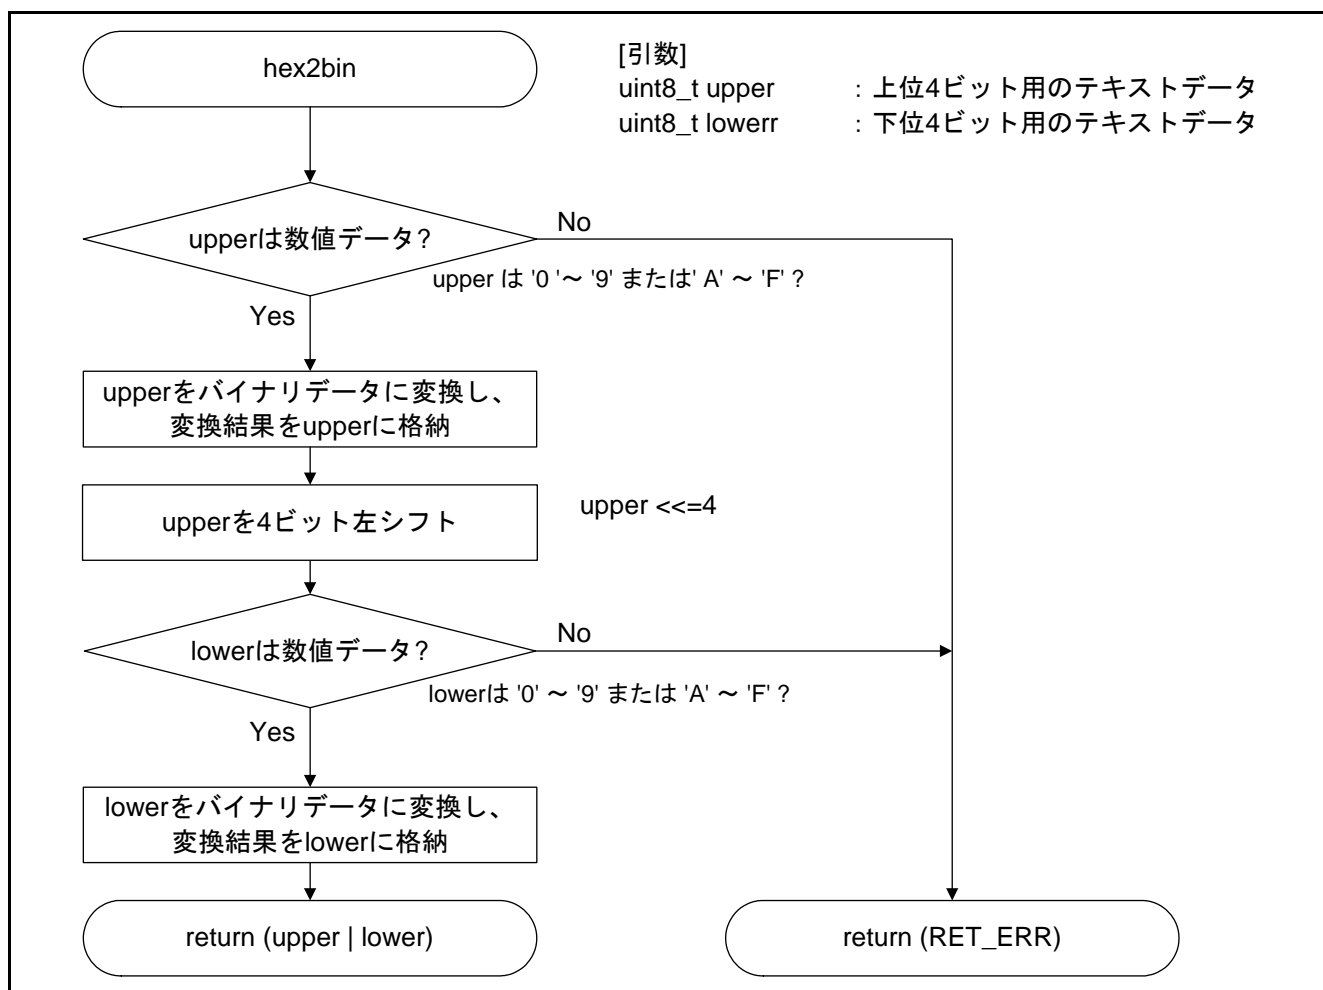 hex2bin
[引数]
uint8_t upper : 上位4ビット用のテキストデータ
uint8_t lowerr : 下位4ビット用のテキストデータ
upperは数値データ?
No
upper は '0 '～ '9' または' A' ～ 'F' ?
Yes
upperをバイナリデータに変換し、
変換結果をupperに格納
upperを4ビット左シフト
upper <<=4
lowerは数値データ?
No
lowerは '0' ～ '9' または 'A' ～ 'F' ?
Yes
lowerをバイナリデータに変換し、
変換結果をlowerに格納
return (upper | lower)
return (RET_ERR)